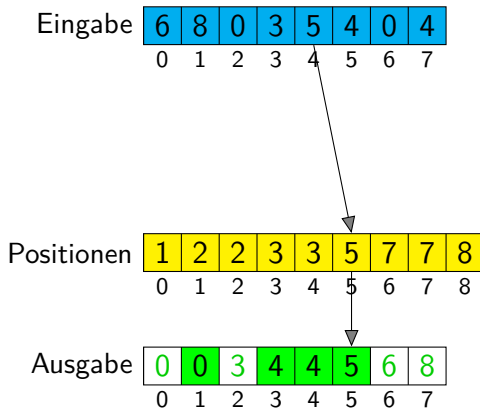 Eingabe 6 8 0 3 5 4 0 4
0 1 2 3 4 5 6 7
Positionen 1 2 2 3 3 5 7 7 8
0 1 2 3 4 5 6 7 8
Ausgabe 0 0 3 4 4 5 6 8
0 1 2 3 4 5 6 7